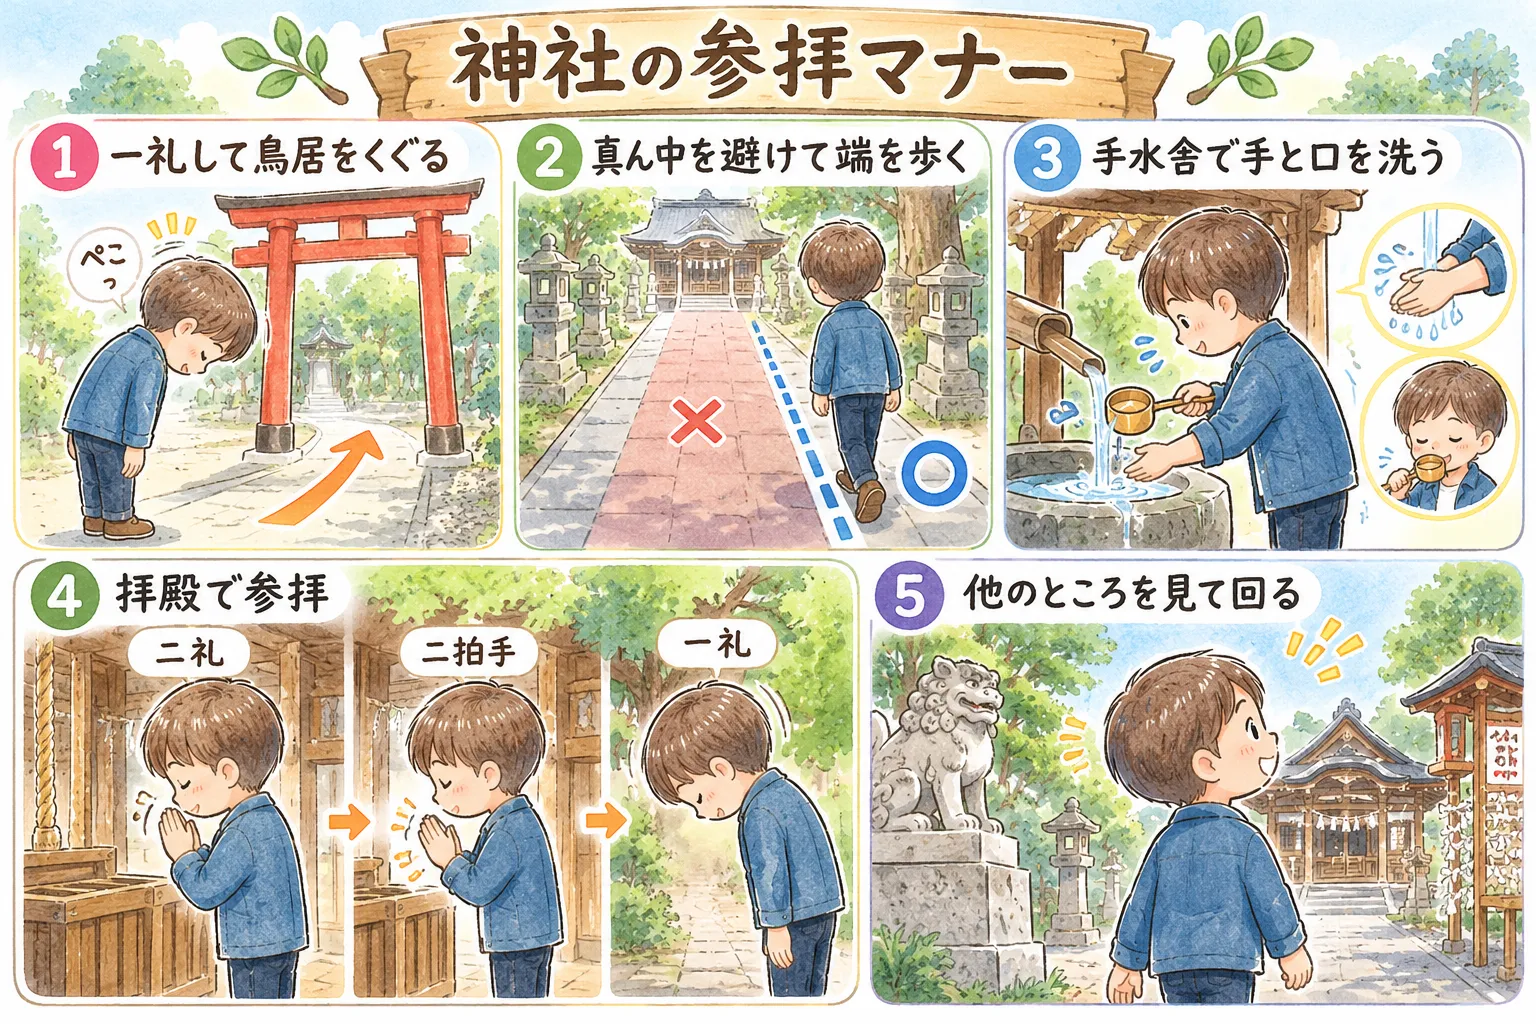 神社の参拝マナー
1 一礼して鳥居をくぐる
ぺこ
っ
2 真ん中を避けて端を歩く
3 手水舎で手と口を洗う
4 拝殿で参拝
二礼
二拍手
一礼
5 他のところを見て回る